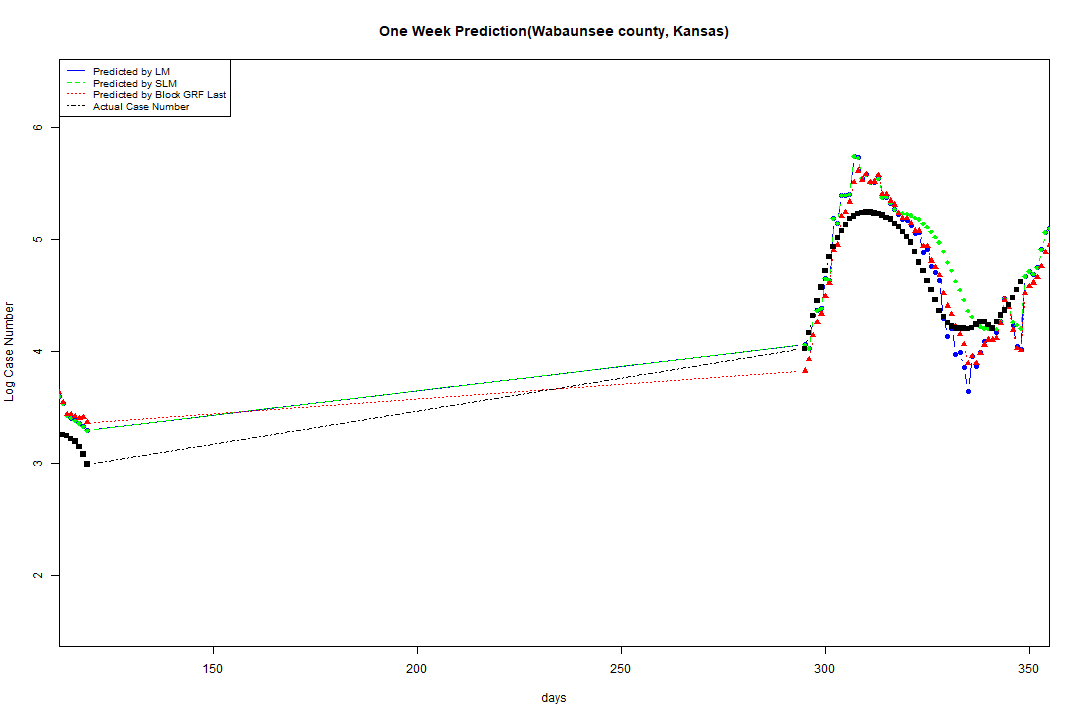 One Week Prediction(Wabaunsee county, Kansas)
Predicted by LM
Predicted by SLM
Predicted by Block GRF Last
Actual Case Number
Log Case Number
6
5
4
3
2
150 200 250 300 350
days